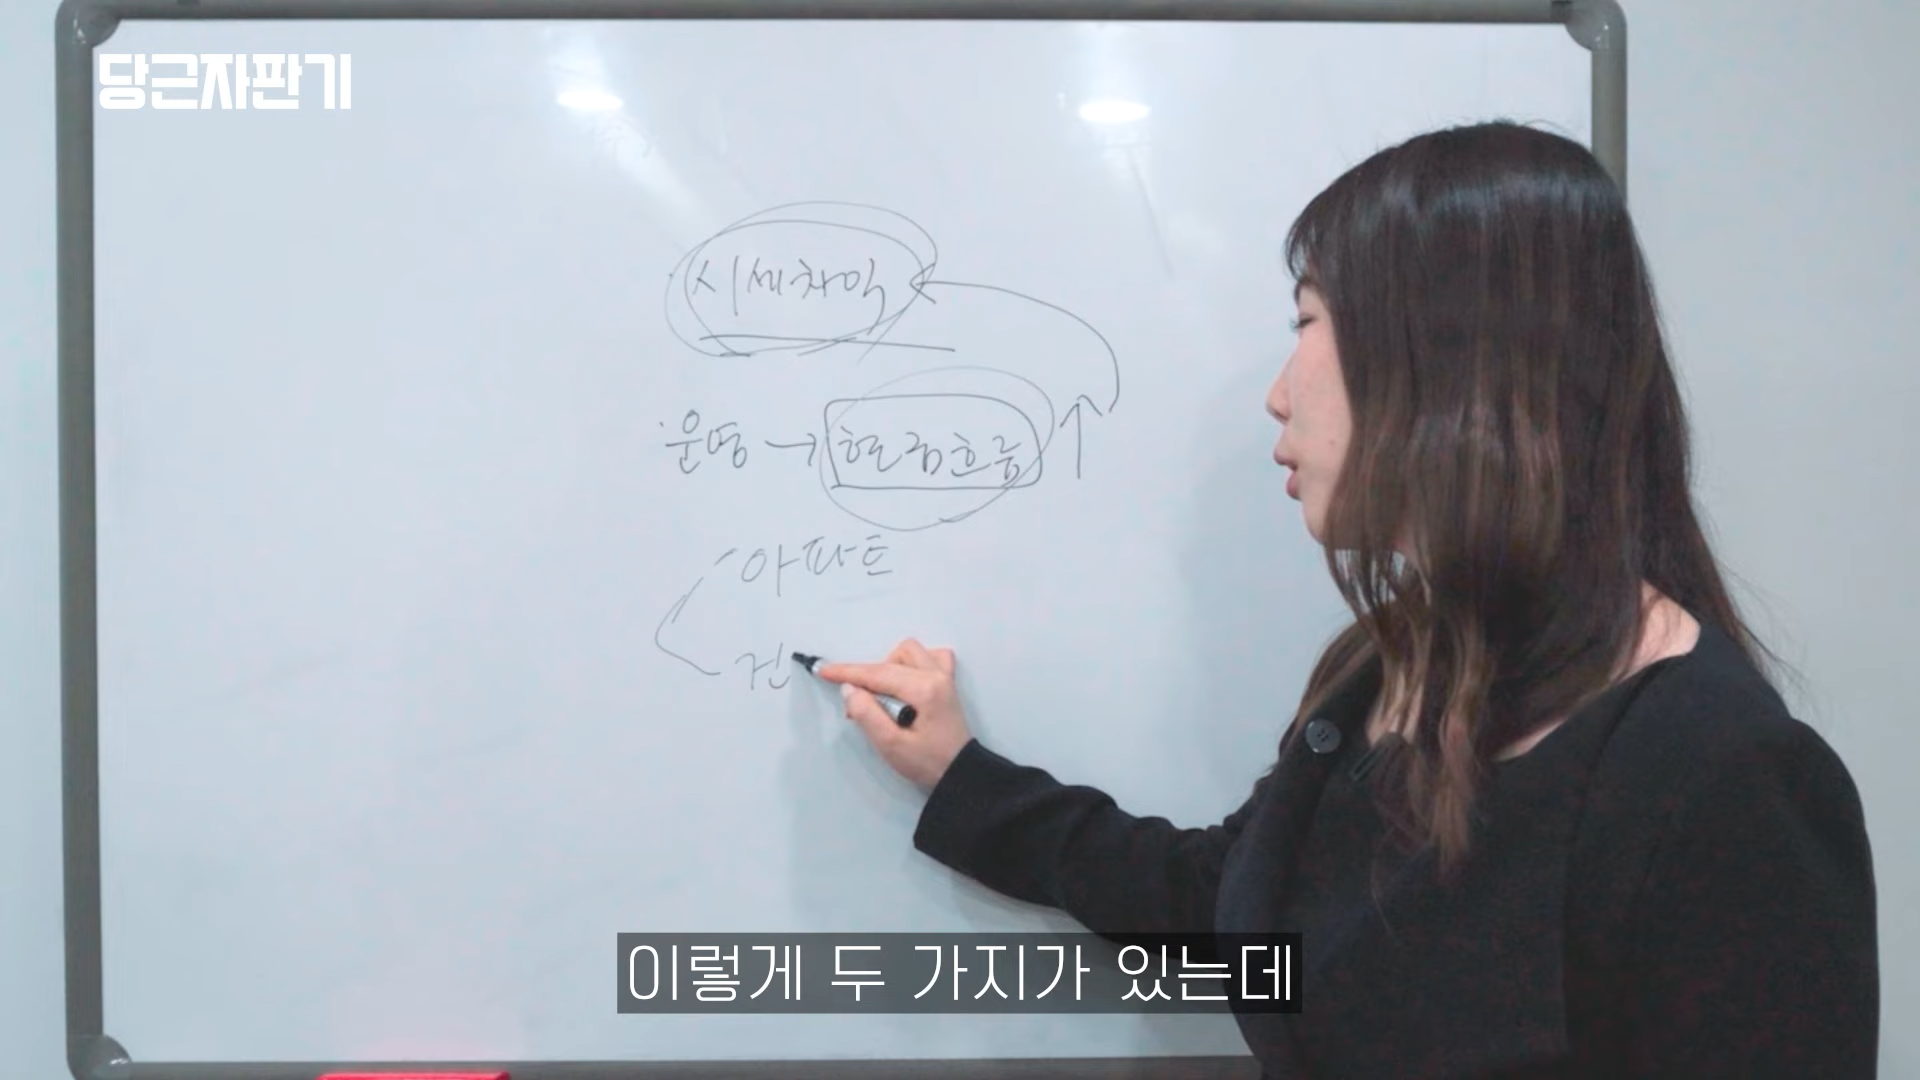 당근자판기
시세차익
운영 → 현금흐름 ↑
아파트
건
이렇게 두 가지가 있는데